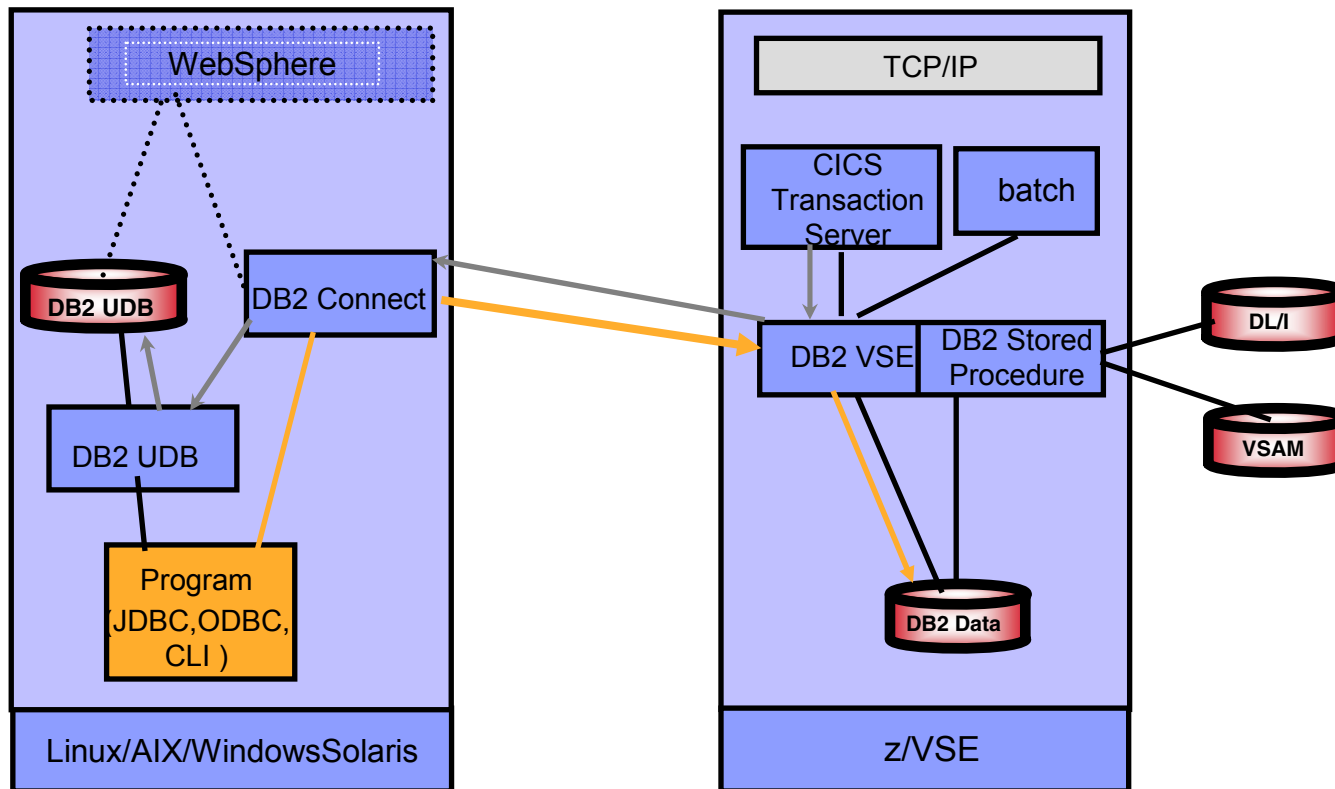 WebSphere
DB2 UDB
DB2 Connect
DB2 UDB
Program
(JDBC,ODBC,
CLI )
Linux/AIX/WindowsSolaris
TCP/IP
CICS
Transaction
Server
batch
DB2 VSE
DB2 Stored
Procedure
DL/I
VSAM
DB2 Data
z/VSE